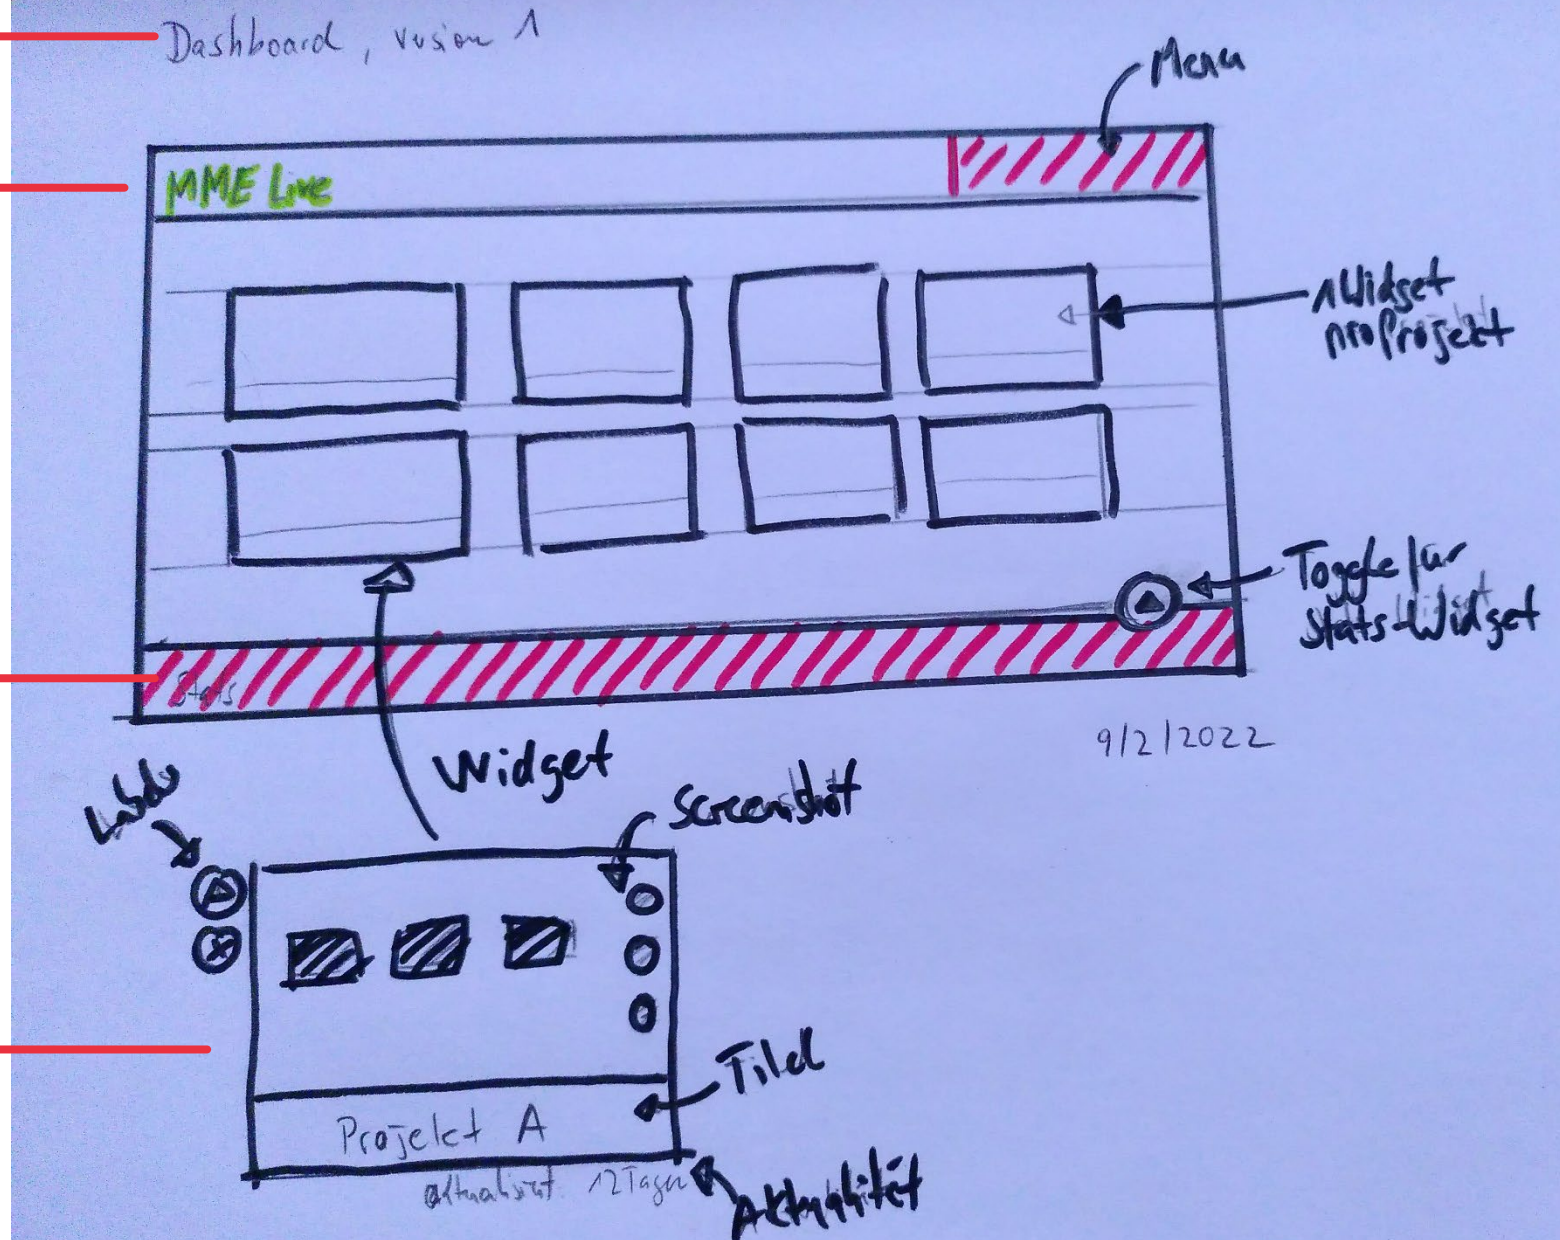 Dashboard, version 1
Menu
MME Live
1 Widget
pro Projekt
Toggle für
Stats-Widget
Stats
9/2/2022
Widget
Labels
Screenshot
Titel
Projekt A
aktualisiert: 12 Tagen
Aktualität